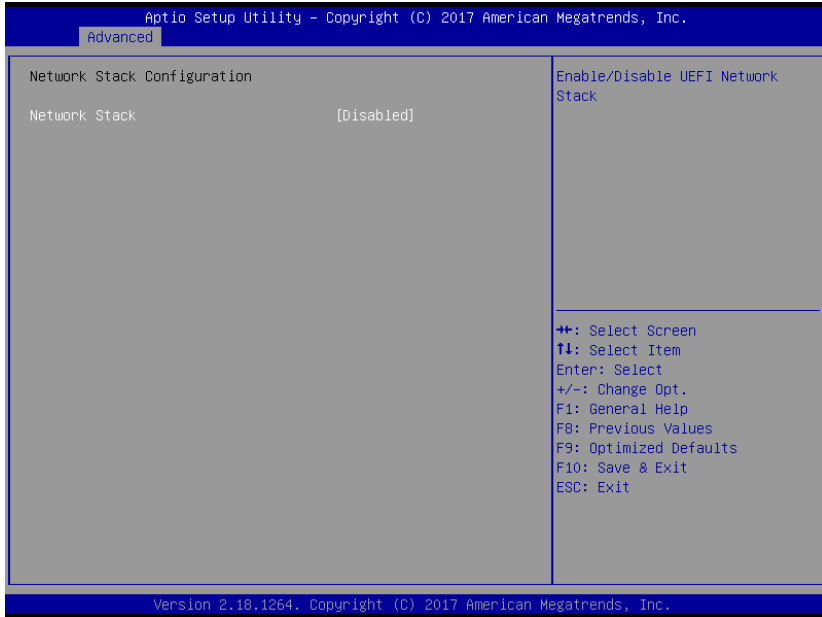 Aptio Setup Utility – Copyright (C) 2017 American Megatrends, Inc.
Advanced
Network Stack Configuration
Network Stack [Disabled]
Enable/Disable UEFI Network
Stack
→←: Select Screen
↑↓: Select Item
Enter: Select
+/-: Change Opt.
F1: General Help
F8: Previous Values
F9: Optimized Defaults
F10: Save & Exit
ESC: Exit
Version 2.18.1264. Copyright (C) 2017 American Megatrends, Inc.